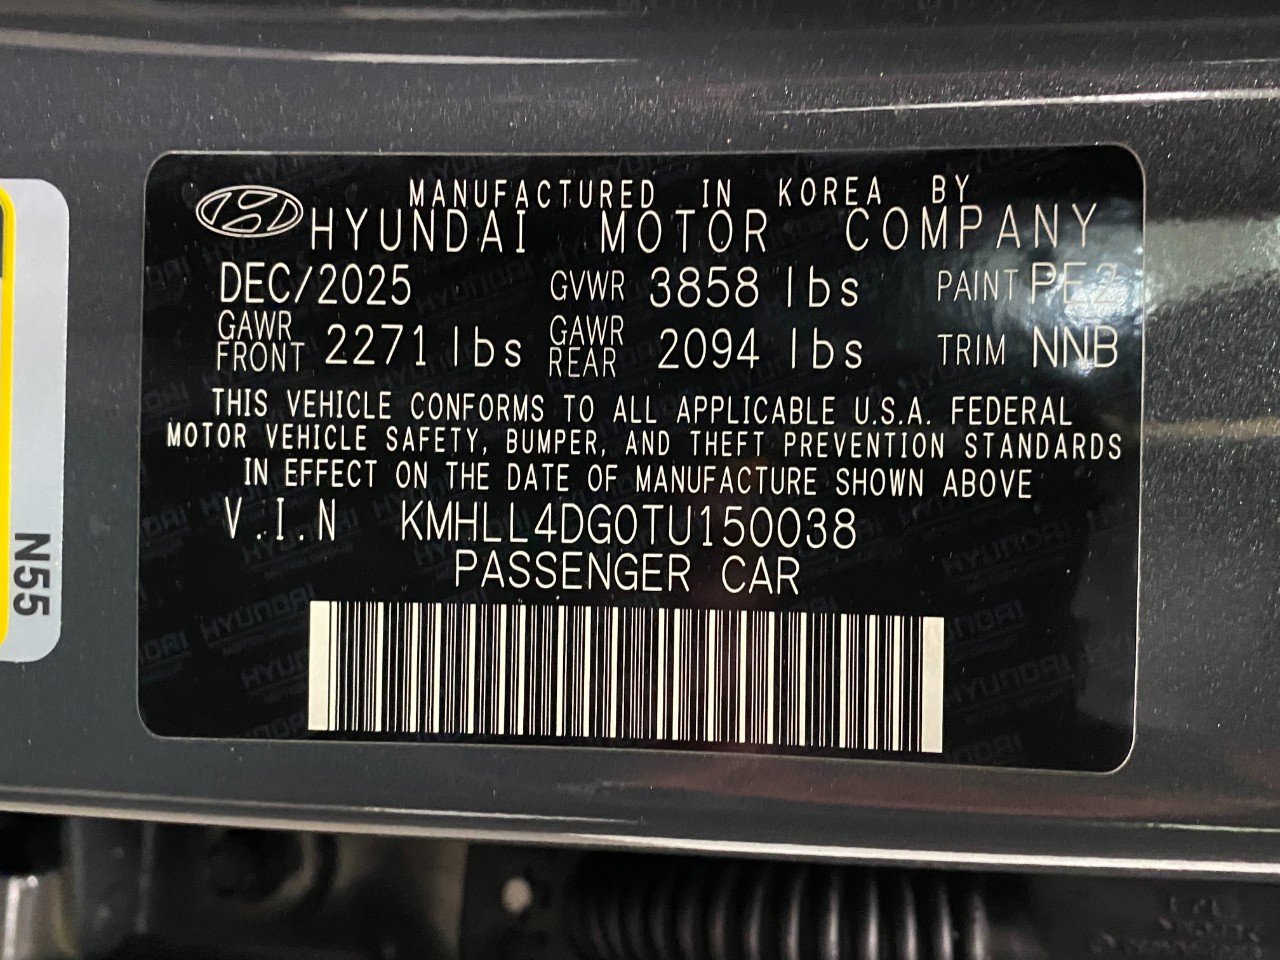 MANUFACTURED IN KOREA BY
HYUNDAI MOTOR COMPANY
DEC/2025 GVWR 3858 lbs PAINT PE2
GAWR FRONT 2271 lbs GAWR REAR 2094 lbs TRIM NNB
THIS VEHICLE CONFORMS TO ALL APPLICABLE U.S.A. FEDERAL
MOTOR VEHICLE SAFETY, BUMPER, AND THEFT PREVENTION STANDARDS
IN EFFECT ON THE DATE OF MANUFACTURE SHOWN ABOVE
V.I.N KMHLL4DG0TU150038
PASSENGER CAR
N55